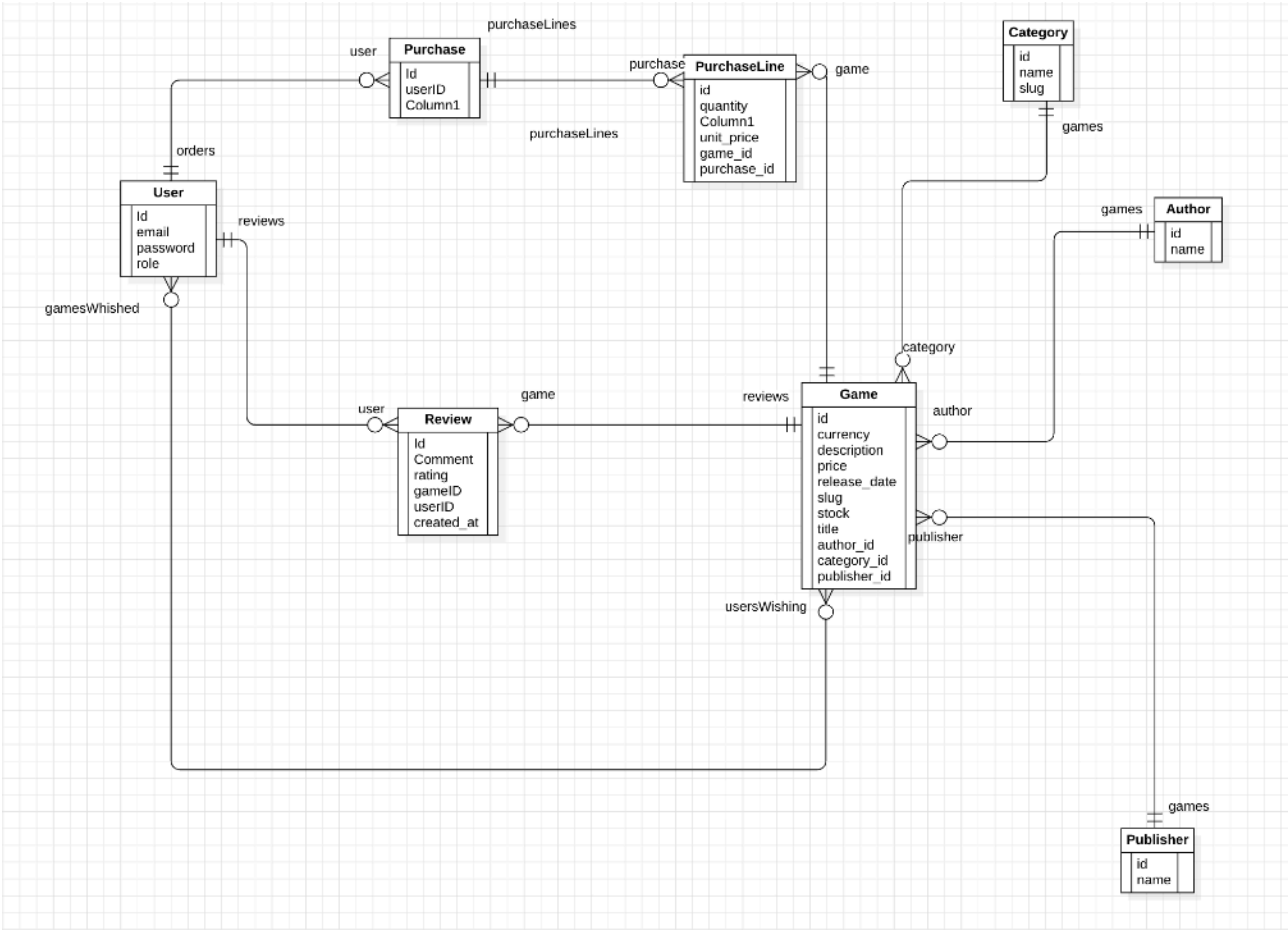 purchaseLines
user
Purchase
Id
userID
Column1
purchase
PurchaseLine
id
quantity
Column1
unit_price
game_id
purchase_id
game
purchaseLines
Category
id
name
slug
games
orders
User
Id
email
password
role
reviews
gamesWhished
games
Author
id
name
category
reviews
Game
id
currency
description
price
release_date
slug
stock
title
author_id
category_id
publisher_id
author
publisher
usersWishing
user
Review
Id
Comment
rating
gameID
userID
created_at
game
games
Publisher
id
name